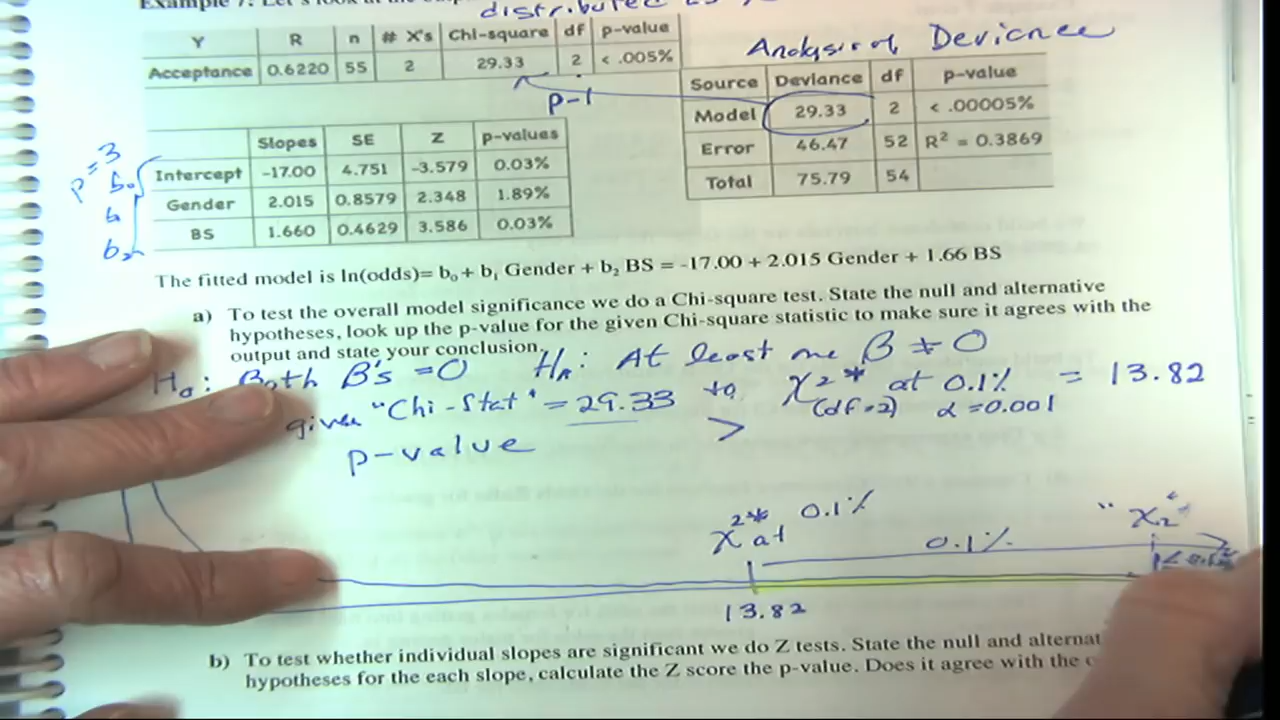 distributed
Y R n # X's Chi-square df p-value
Acceptance 0.6220 55 2 29.33 2 < .005%
p-1
Analysis of Deviance
Source Deviance df p-value
Model 29.33 2 < .00005%
Error 46.47 52 R² = 0.3869
Total 75.79 54
Slopes SE Z p-values
Intercept -17.00 4.751 -3.579 0.03%
Gender 2.015 0.8579 2.348 1.89%
BS 1.660 0.4629 3.586 0.03%
p=3
b₀
b₁
b₂
The fitted model is ln(odds)= b₀ + b₁ Gender + b₂ BS = -17.00 + 2.015 Gender + 1.66 BS
a) To test the overall model significance we do a Chi-square test. State the null and alternative
hypotheses, look up the p-value for the given Chi-square statistic to make sure it agrees with the
output and state your conclusion.
H₀: Both B's =0 Hₐ: At least one β ≠ 0
given "Chi-Stat" = 29.33 to χ2* at 0.1% = 13.82
(df=2) α =0.001
p-value >
χ2* at 0.1%
0.1%
"χ2"
13.82
b) To test whether individual slopes are significant we do Z tests. State the null and alternat
hypotheses for the each slope, calculate the Z score the p-value. Does it agree with the